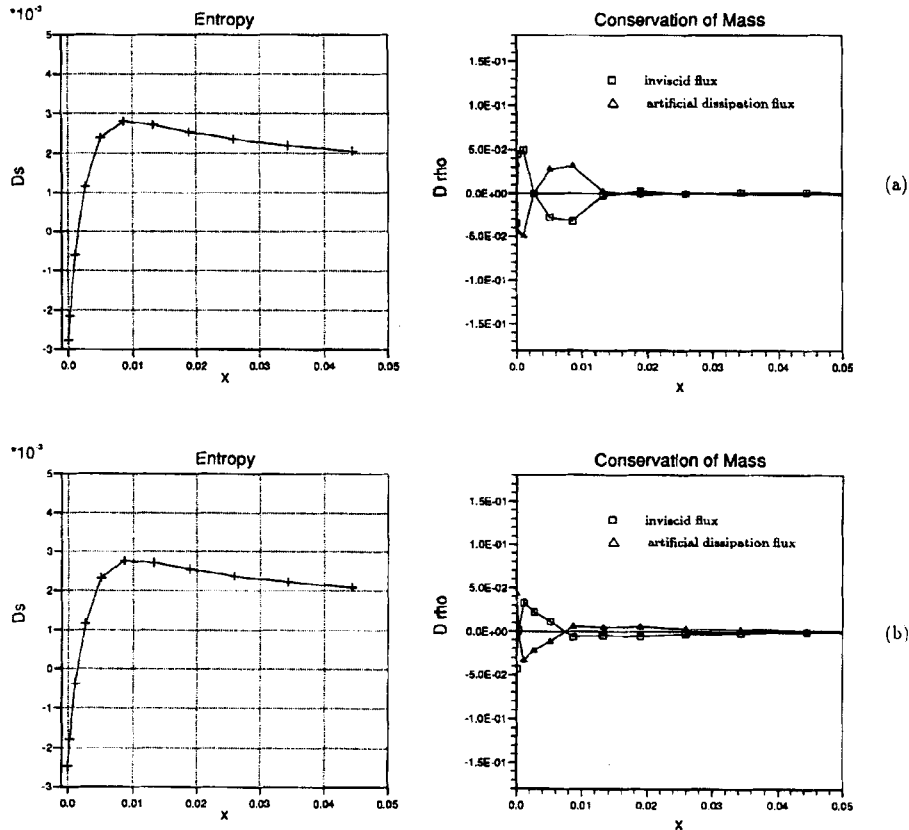 *10⁻³
Entropy
5
4
3
2
1
0
-1
-2
-3
Ds
0.0 0.01 0.02 0.03 0.04 0.05
X
Conservation of Mass
1.5E-01
1.0E-01
5.0E-02
0.0E+00
-5.0E-02
-1.0E-01
-1.5E-01
D rho
inviscid flux
artificial dissipation flux
0.0 0.01 0.02 0.03 0.04 0.05
X
(a)
*10⁻³
Entropy
5
4
3
2
1
0
-1
-2
-3
Ds
0.0 0.01 0.02 0.03 0.04 0.05
X
Conservation of Mass
1.5E-01
1.0E-01
5.0E-02
0.0E+00
-5.0E-02
-1.0E-01
-1.5E-01
D rho
inviscid flux
artificial dissipation flux
0.0 0.01 0.02 0.03 0.04 0.05
X
(b)